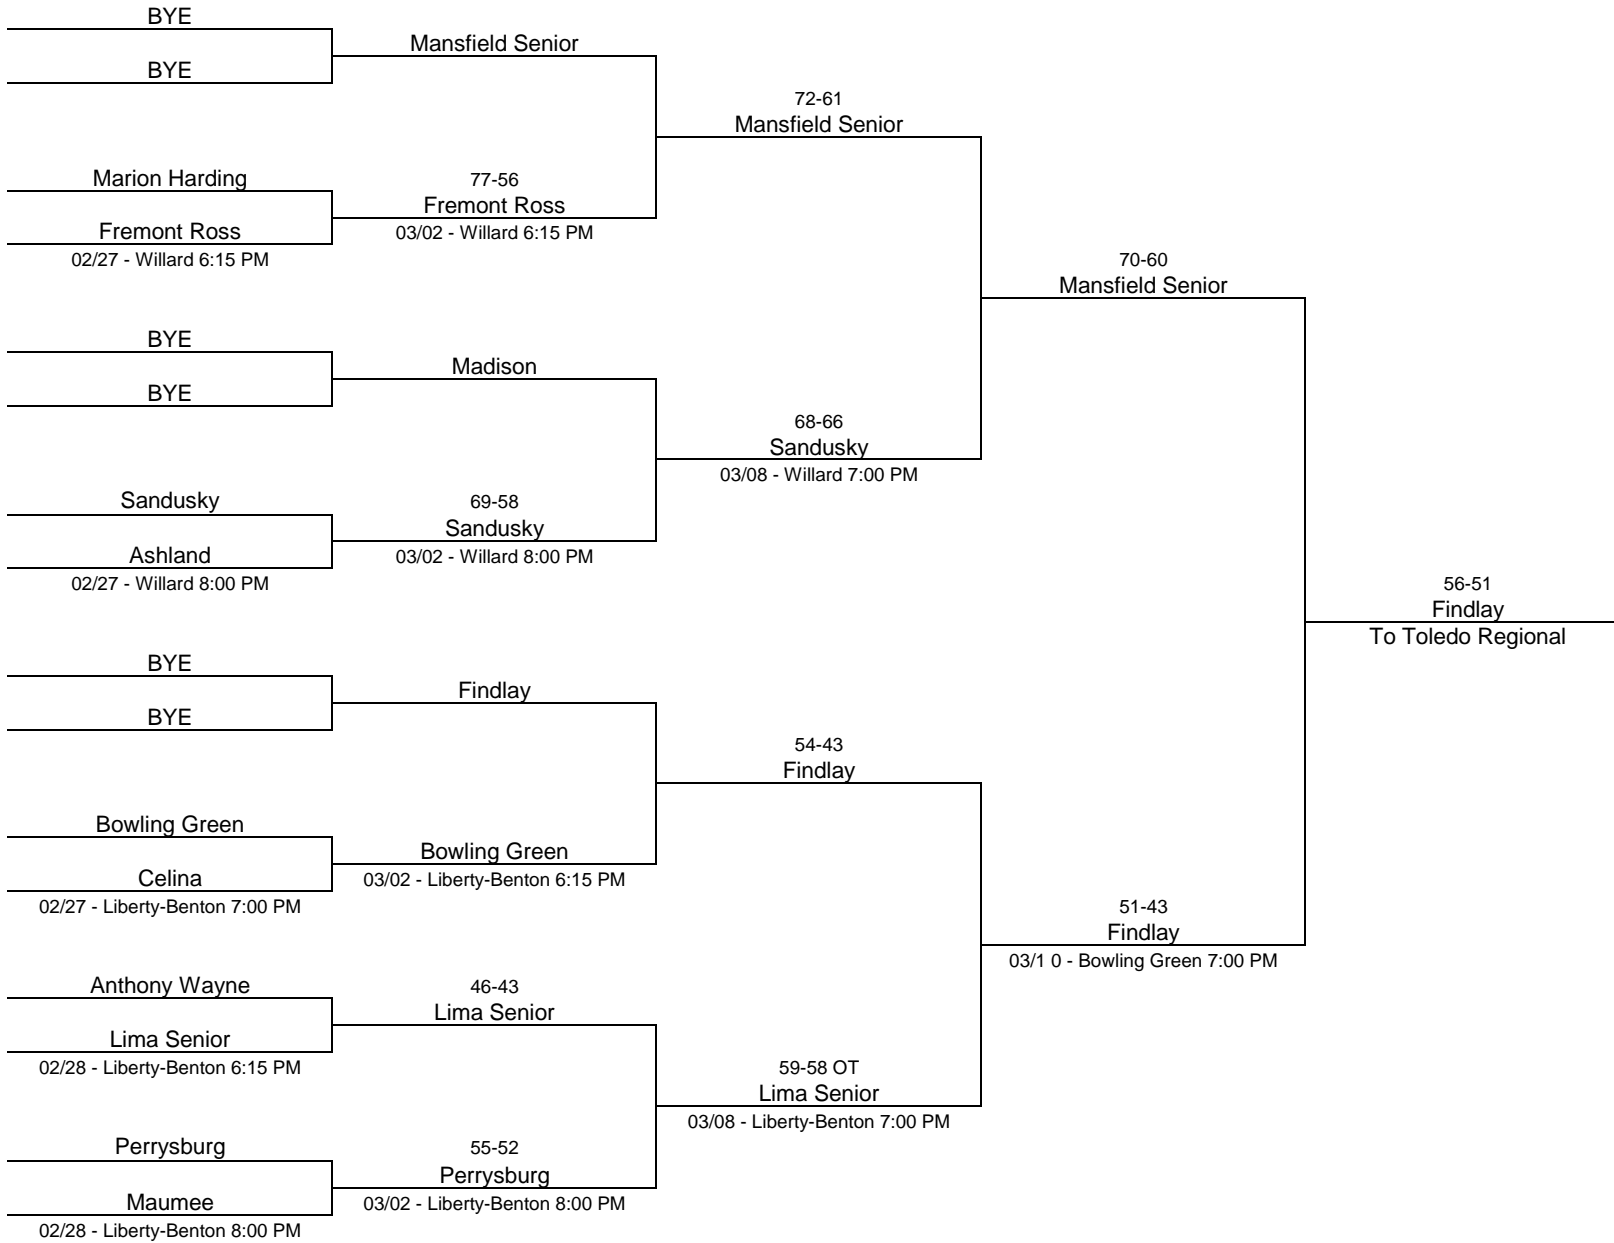 BYE
BYE
Mansfield Senior
72-61
Mansfield Senior
Marion Harding
Fremont Ross
02/27 - Willard 6:15 PM
77-56
Fremont Ross
03/02 - Willard 6:15 PM
70-60
Mansfield Senior
BYE
BYE
Madison
68-66
Sandusky
03/08 - Willard 7:00 PM
Sandusky
Ashland
02/27 - Willard 8:00 PM
69-58
Sandusky
03/02 - Willard 8:00 PM
56-51
Findlay
To Toledo Regional
BYE
BYE
Findlay
54-43
Findlay
Bowling Green
Celina
02/27 - Liberty-Benton 7:00 PM
Bowling Green
03/02 - Liberty-Benton 6:15 PM
51-43
Findlay
03/1 0 - Bowling Green 7:00 PM
Anthony Wayne
Lima Senior
02/28 - Liberty-Benton 6:15 PM
46-43
Lima Senior
59-58 OT
Lima Senior
03/08 - Liberty-Benton 7:00 PM
Perrysburg
Maumee
02/28 - Liberty-Benton 8:00 PM
55-52
Perrysburg
03/02 - Liberty-Benton 8:00 PM